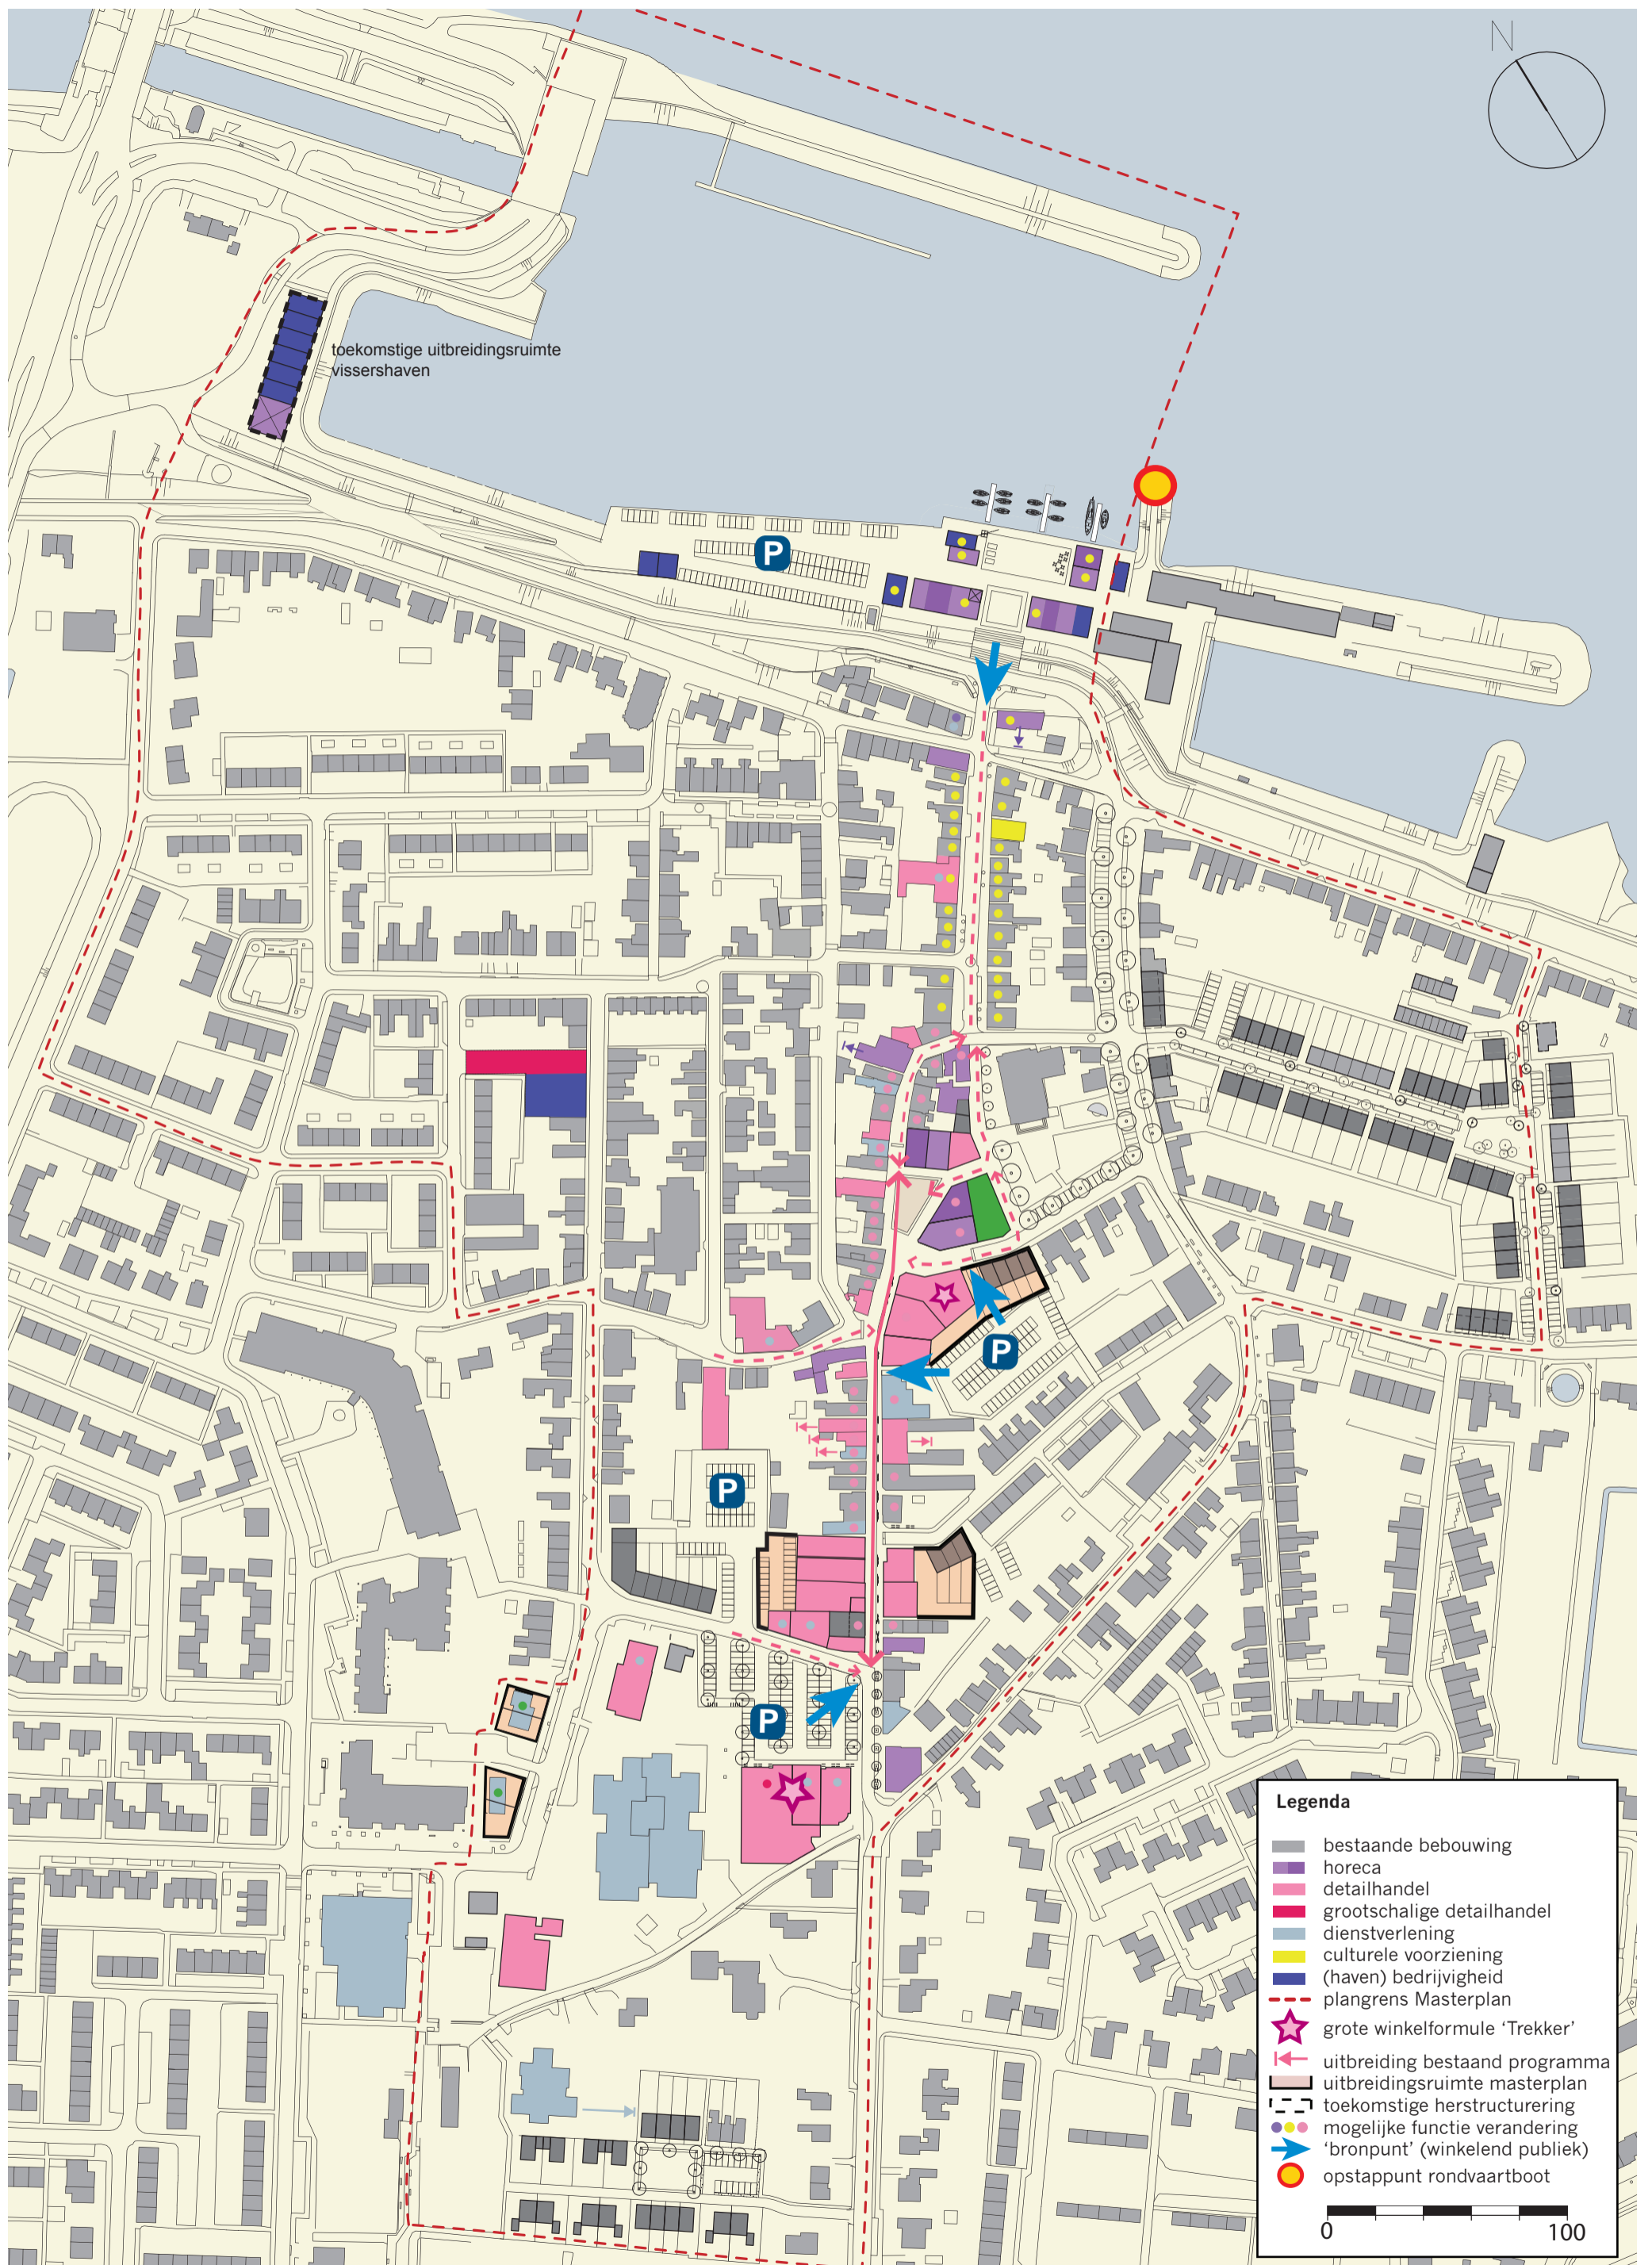 N
toekomstige uitbreidingsruimte
vissershaven
P
P
P
P
Legenda
bestaande bebouwing
horeca
detailhandel
grootschalige detailhandel
dienstverlening
culturele voorziening
(haven) bedrijvigheid
plangrens Masterplan
grote winkelformule ‘Trekker’
uitbreiding bestaand programma
uitbreidingsruimte masterplan
toekomstige herstructurering
mogelijke functie verandering
‘bronpunt’ (winkelend publiek)
opstappunt rondvaartboot
0 100